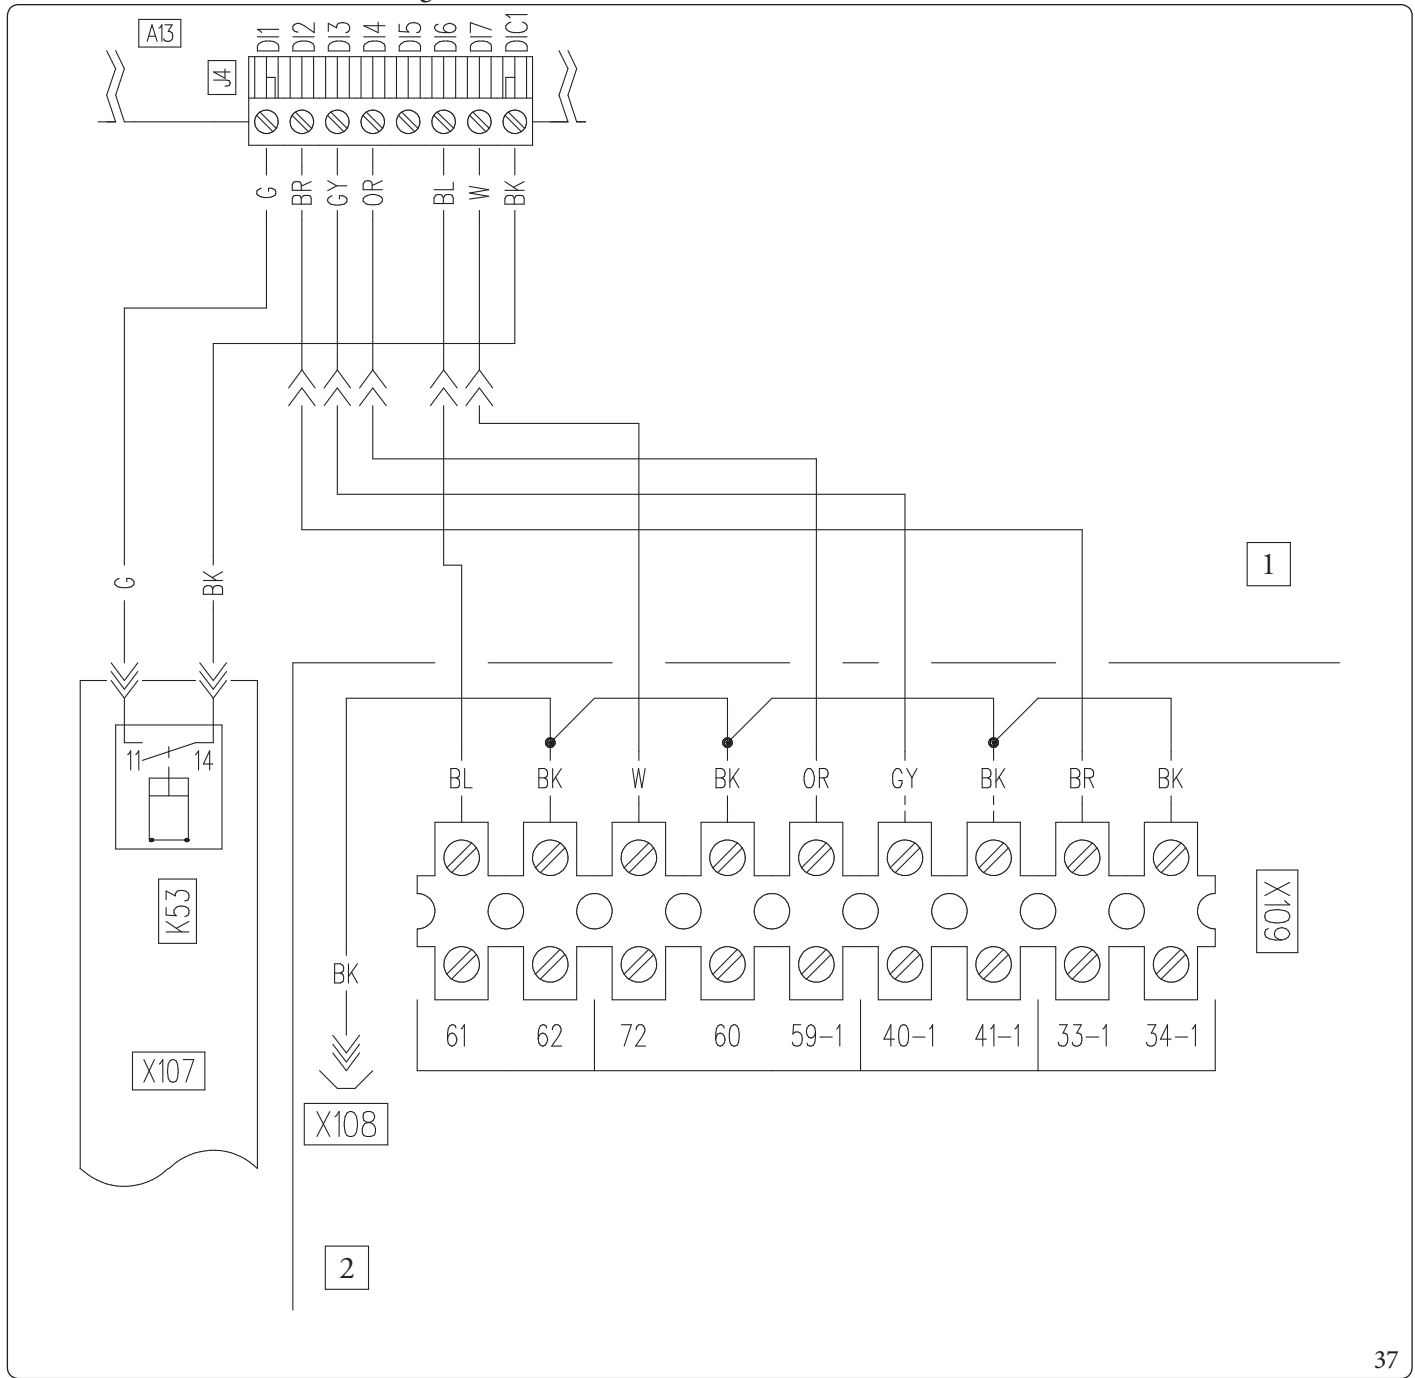 A13
J4
DI1 DI2 DI3 DI4 DI5 DI6 DI7 DIC1
G BR GY OR BL W BK
G BK
1
11 14
BL BK W BK OR GY BK BR BK
K53
X109
BK
61 62 72 60 59-1 40-1 41-1 33-1 34-1
X107
X108
2
37